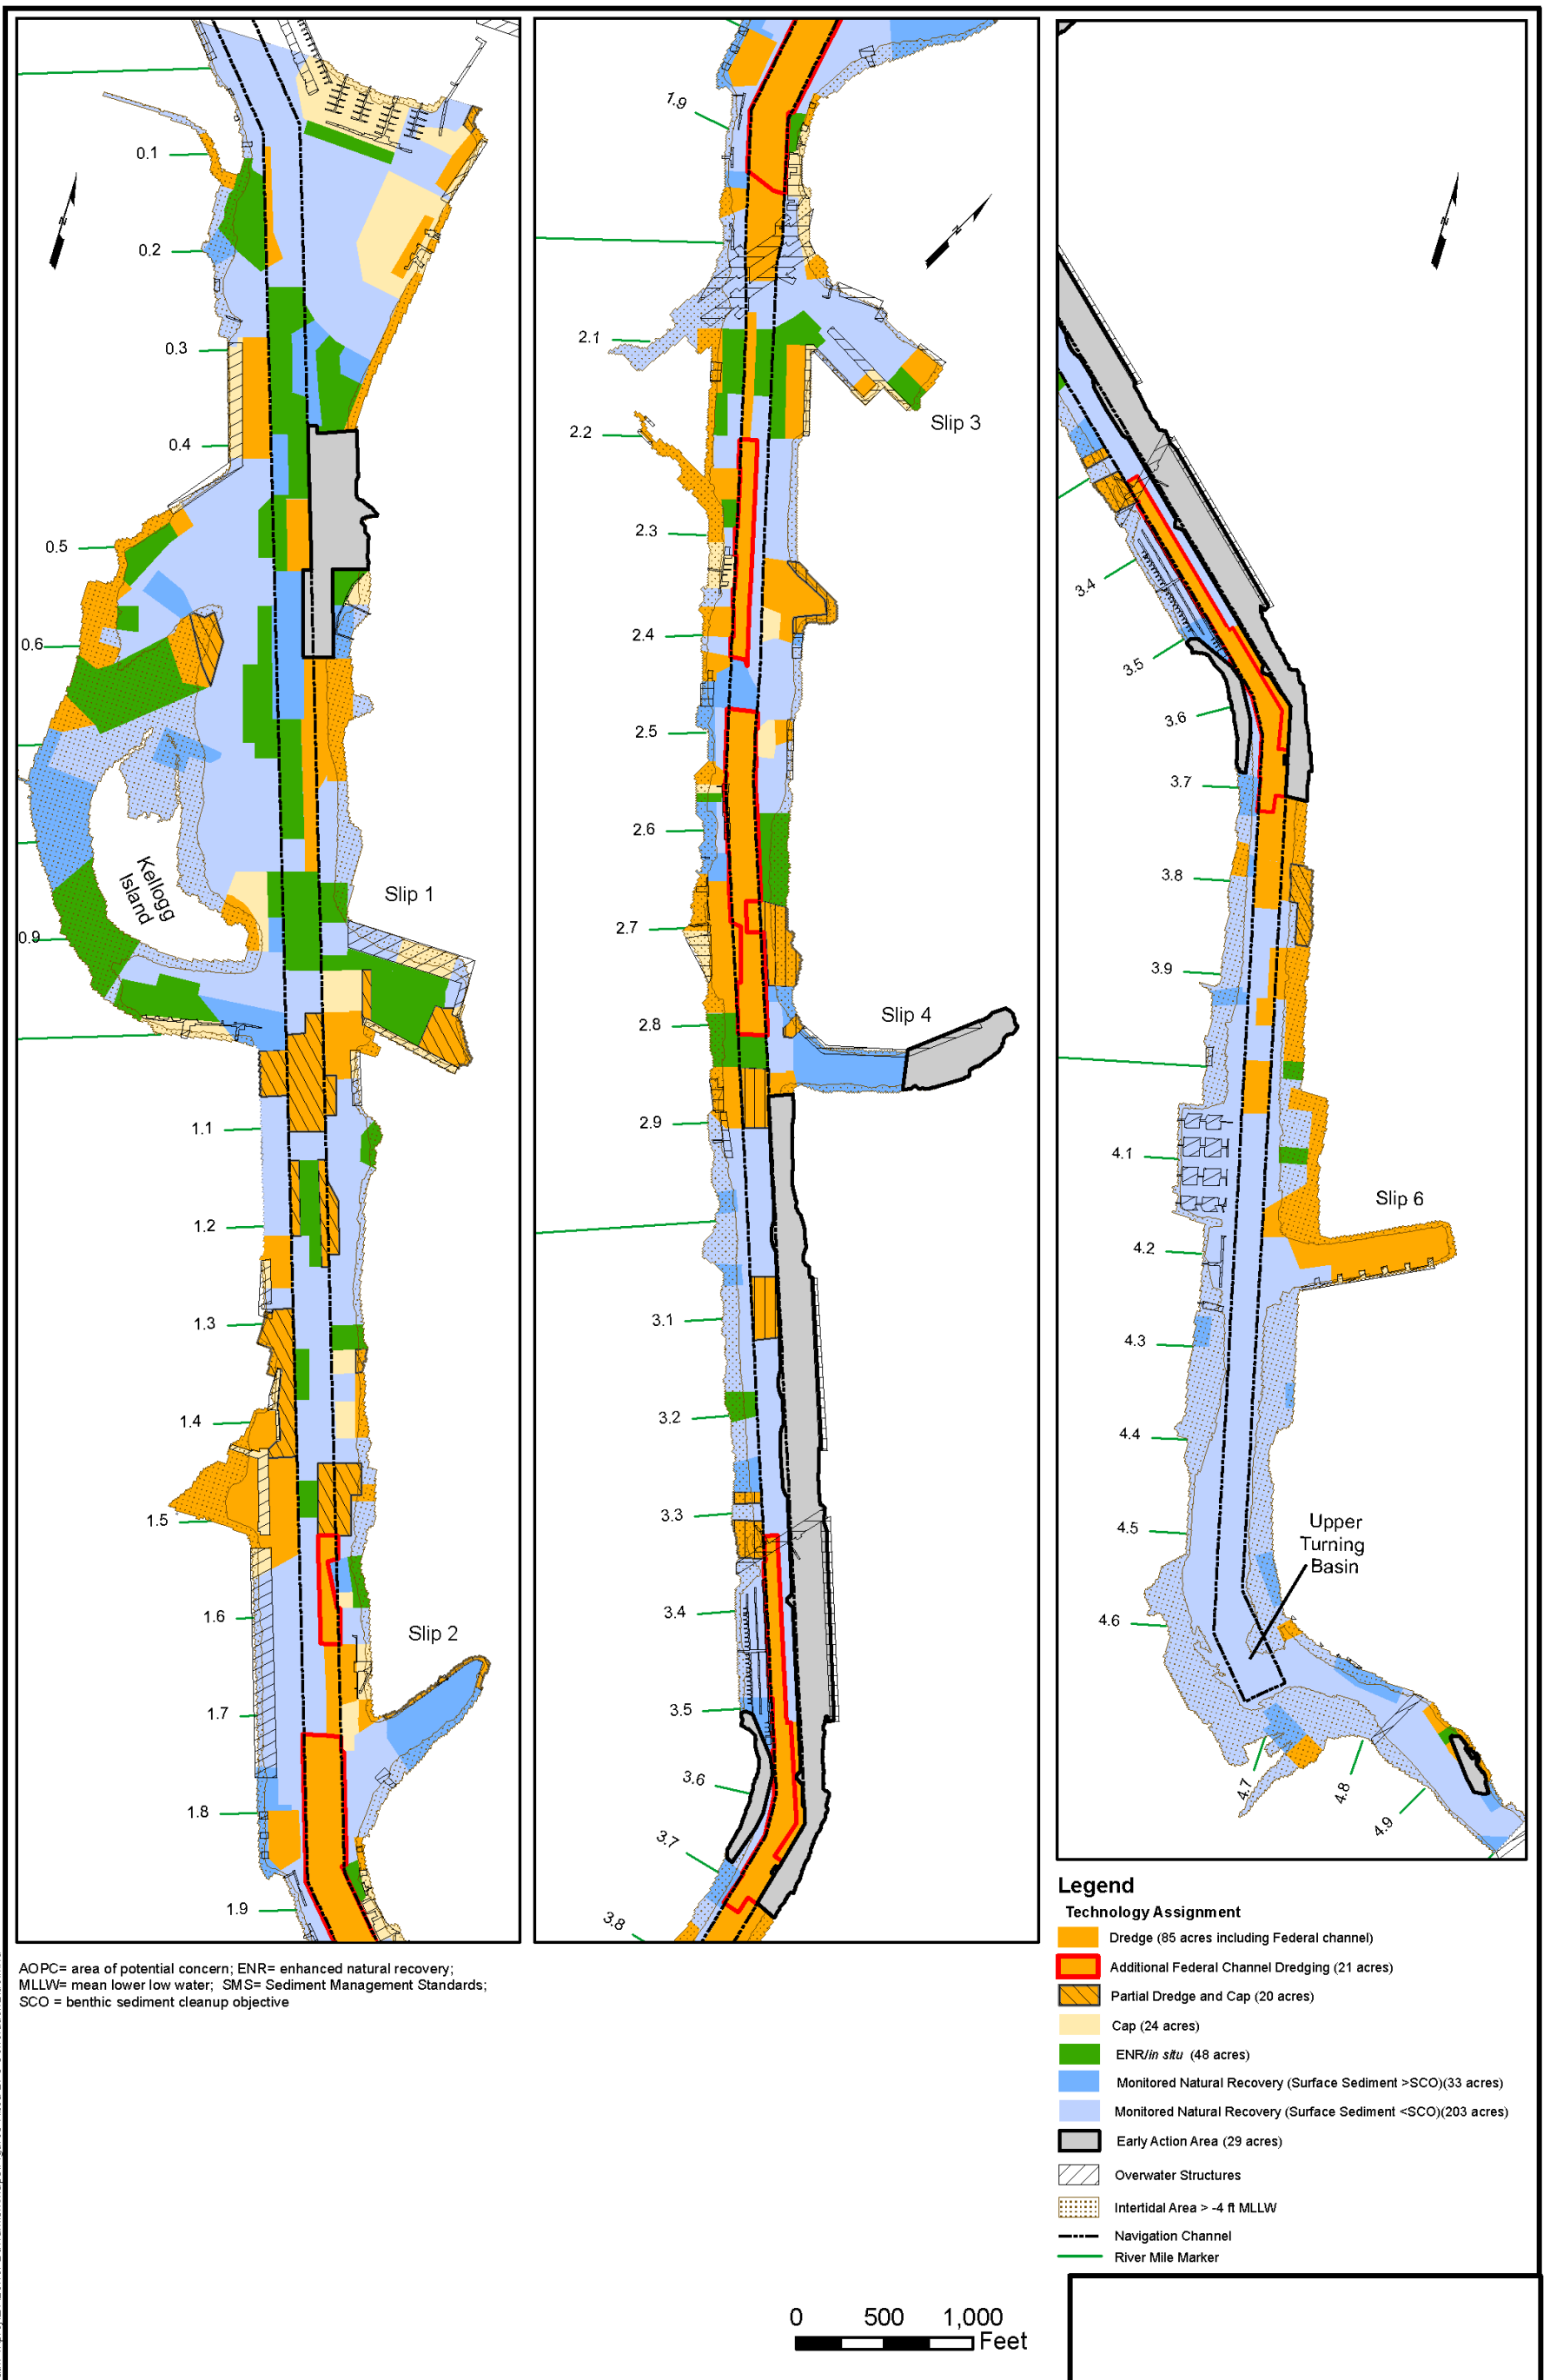 0.1
0.2
0.3
0.4
0.5
0.6
Kellogg
Island
0.9
Slip 1
1.1
1.2
1.3
1.4
1.5
1.6
Slip 2
1.7
1.8
1.9
N
1.9
N
2.1
Slip 3
2.2
2.3
2.4
2.5
2.6
2.7
2.8
Slip 4
2.9
3.1
3.2
3.3
3.4
3.5
3.6
3.7
3.8
N
3.4
3.5
3.6
3.7
3.8
3.9
4.1
Slip 6
4.2
4.3
4.4
4.5
Upper
Turning
Basin
4.6
4.7
4.8
4.9
AOPC= area of potential concern; ENR= enhanced natural recovery;
MLLW= mean lower low water; SMS= Sediment Management Standards;
SCO = benthic sediment cleanup objective
Legend
Technology Assignment
Dredge (85 acres including Federal channel)
Additional Federal Channel Dredging (21 acres)
Partial Dredge and Cap (20 acres)
Cap (24 acres)
ENR/in situ (48 acres)
Monitored Natural Recovery (Surface Sediment >SCO)(33 acres)
Monitored Natural Recovery (Surface Sediment <SCO)(203 acres)
Early Action Area (29 acres)
Overwater Structures
Intertidal Area > -4 ft MLLW
Navigation Channel
River Mile Marker
0 500 1,000
Feet